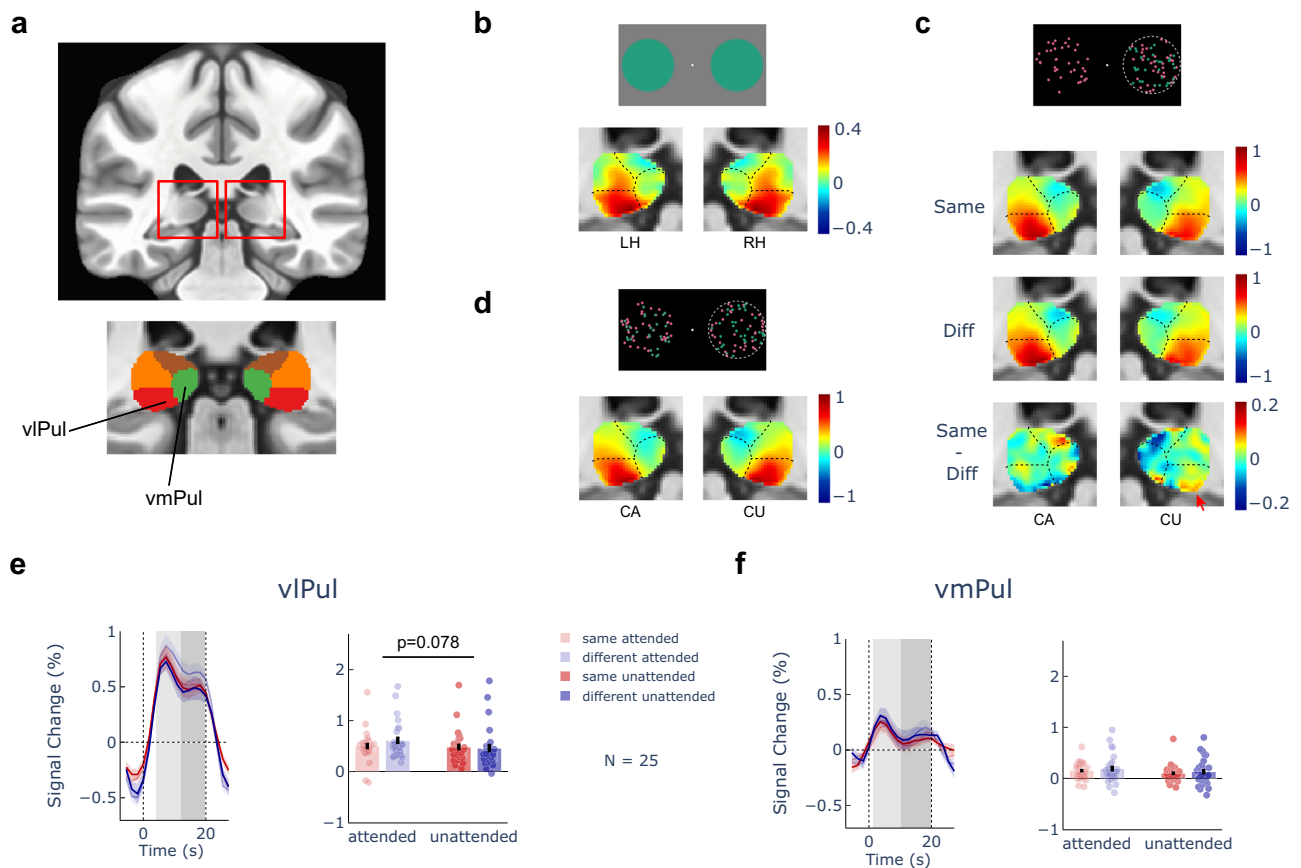 a
vlPul
vmPul
b
0.4
0
−0.4
LH
RH
c
Same
1
0
−1
Diff
1
0
−1
Same
-
Diff
0.2
0
−0.2
CA
CU
d
1
0
−1
CA
CU
e
vlPul
Signal Change (%)
1
0.5
0
−0.5
0
20
Time (s)
p=0.078
2
1
0
−1
attended
unattended
same attended
different attended
same unattended
different unattended
N = 25
f
vmPul
Signal Change (%)
1
0.5
0
−0.5
0
20
Time (s)
2
1
0
−1
attended
unattended